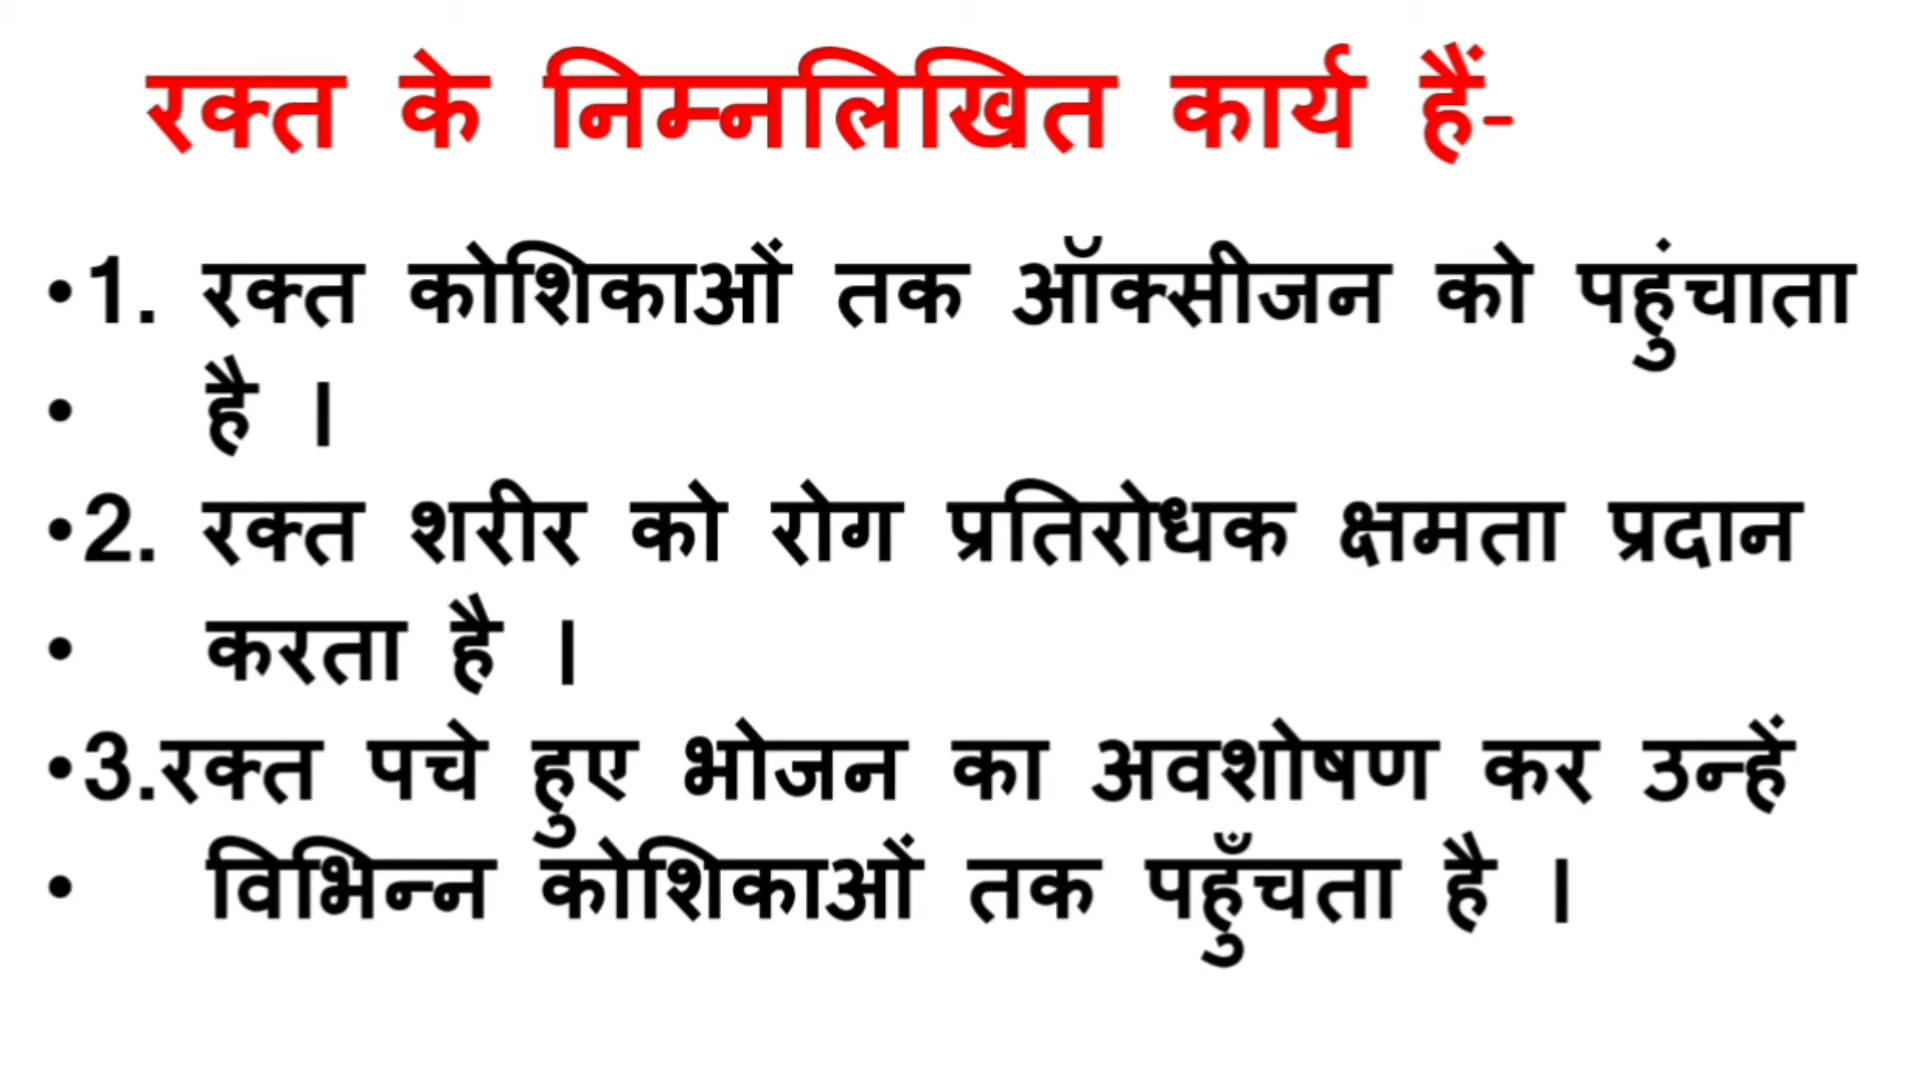 रक्त के निम्नलिखित कार्य हैं-
•1. रक्त कोशिकाओं तक ऑक्सीजन को पहुंचाता
• है ।
•2. रक्त शरीर को रोग प्रतिरोधक क्षमता प्रदान
• करता है ।
•3.रक्त पचे हुए भोजन का अवशोषण कर उन्हें
• विभिन्न कोशिकाओं तक पहुँचता है ।